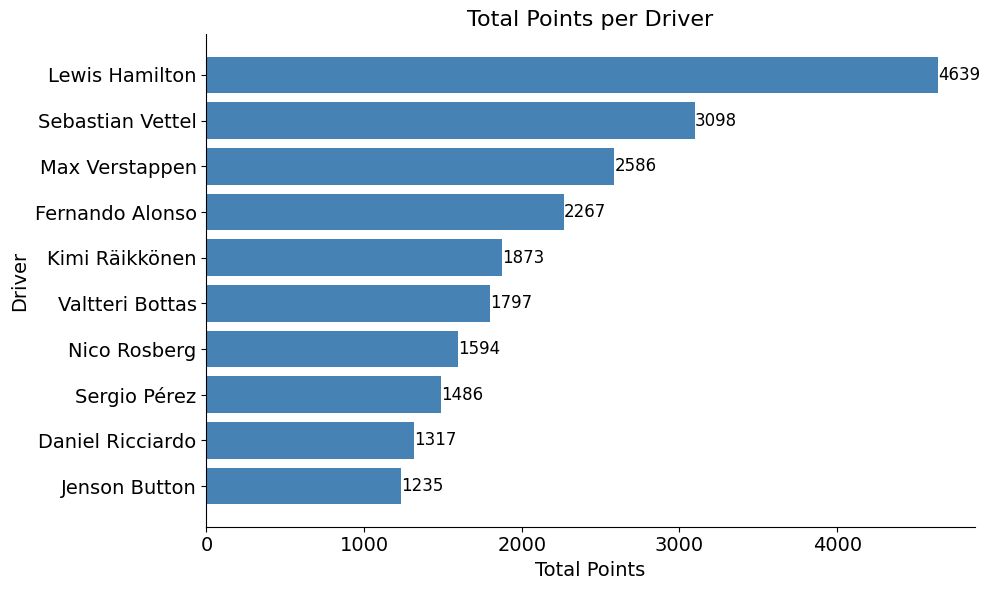 Total Points per Driver
Lewis Hamilton 4639
Sebastian Vettel 3098
Max Verstappen 2586
Fernando Alonso 2267
Kimi Räikkönen 1873
Valtteri Bottas 1797
Nico Rosberg 1594
Sergio Pérez 1486
Daniel Ricciardo 1317
Jenson Button 1235
Driver
0 1000 2000 3000 4000
Total Points